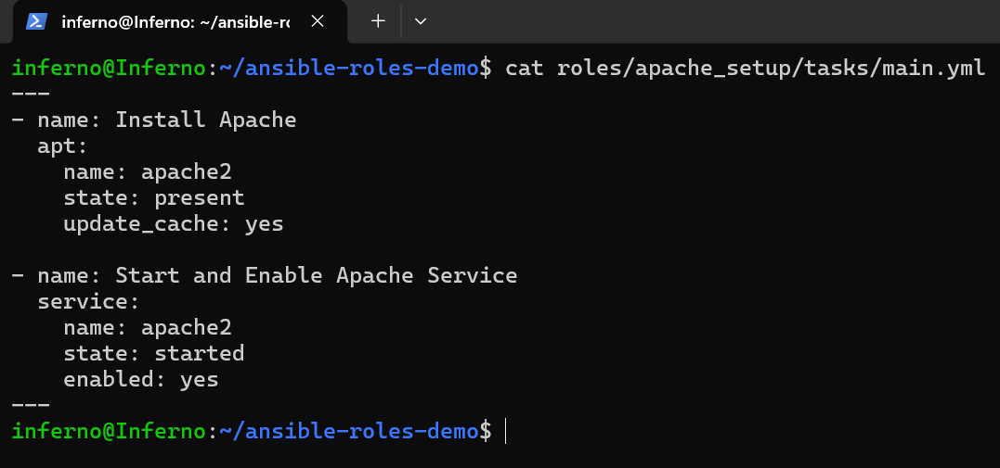 inferno@Inferno: ~/ansible-ro
inferno@Inferno:~/ansible-roles-demo$ cat roles/apache_setup/tasks/main.yml
---
- name: Install Apache
  apt:
    name: apache2
    state: present
    update_cache: yes

- name: Start and Enable Apache Service
  service:
    name: apache2
    state: started
    enabled: yes
---
inferno@Inferno:~/ansible-roles-demo$